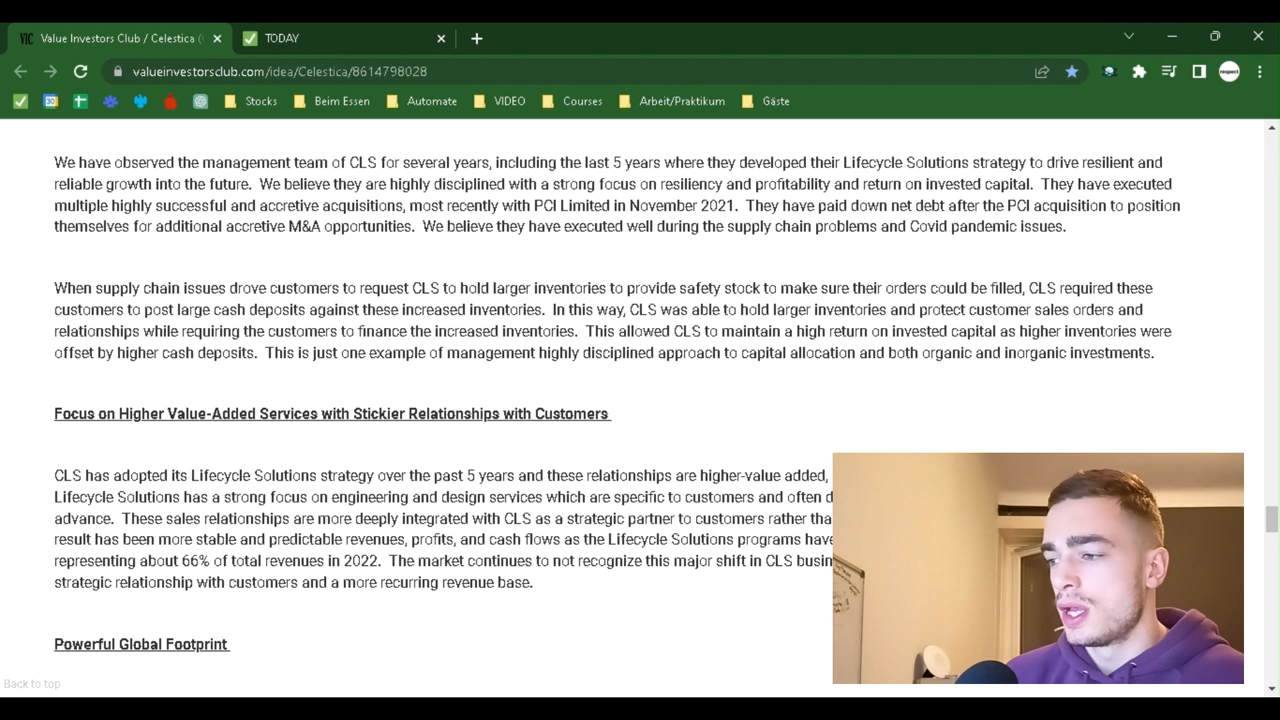 VIC Value Investors Club / Celestica (
TODAY
valueinvestorsclub.com/idea/Celestica/8614798028
respect
30
Stocks
Beim Essen
Automate
VIDEO
Courses
Arbeit/Praktikum
Gäste
We have observed the management team of CLS for several years, including the last 5 years where they developed their Lifecycle Solutions strategy to drive resilient and
reliable growth into the future. We believe they are highly disciplined with a strong focus on resiliency and profitability and return on invested capital. They have executed
multiple highly successful and accretive acquisitions, most recently with PCI Limited in November 2021. They have paid down net debt after the PCI acquisition to position
themselves for additional accretive M&A opportunities. We believe they have executed well during the supply chain problems and Covid pandemic issues.
When supply chain issues drove customers to request CLS to hold larger inventories to provide safety stock to make sure their orders could be filled, CLS required these
customers to post large cash deposits against these increased inventories. In this way, CLS was able to hold larger inventories and protect customer sales orders and
relationships while requiring the customers to finance the increased inventories. This allowed CLS to maintain a high return on invested capital as higher inventories were
offset by higher cash deposits. This is just one example of management highly disciplined approach to capital allocation and both organic and inorganic investments.
Focus on Higher Value-Added Services with Stickier Relationships with Customers
CLS has adopted its Lifecycle Solutions strategy over the past 5 years and these relationships are higher-value added,
Lifecycle Solutions has a strong focus on engineering and design services which are specific to customers and often d
advance. These sales relationships are more deeply integrated with CLS as a strategic partner to customers rather tha
result has been more stable and predictable revenues, profits, and cash flows as the Lifecycle Solutions programs have
representing about 66% of total revenues in 2022. The market continues to not recognize this major shift in CLS busin
strategic relationship with customers and a more recurring revenue base.
Powerful Global Footprint
Back to top